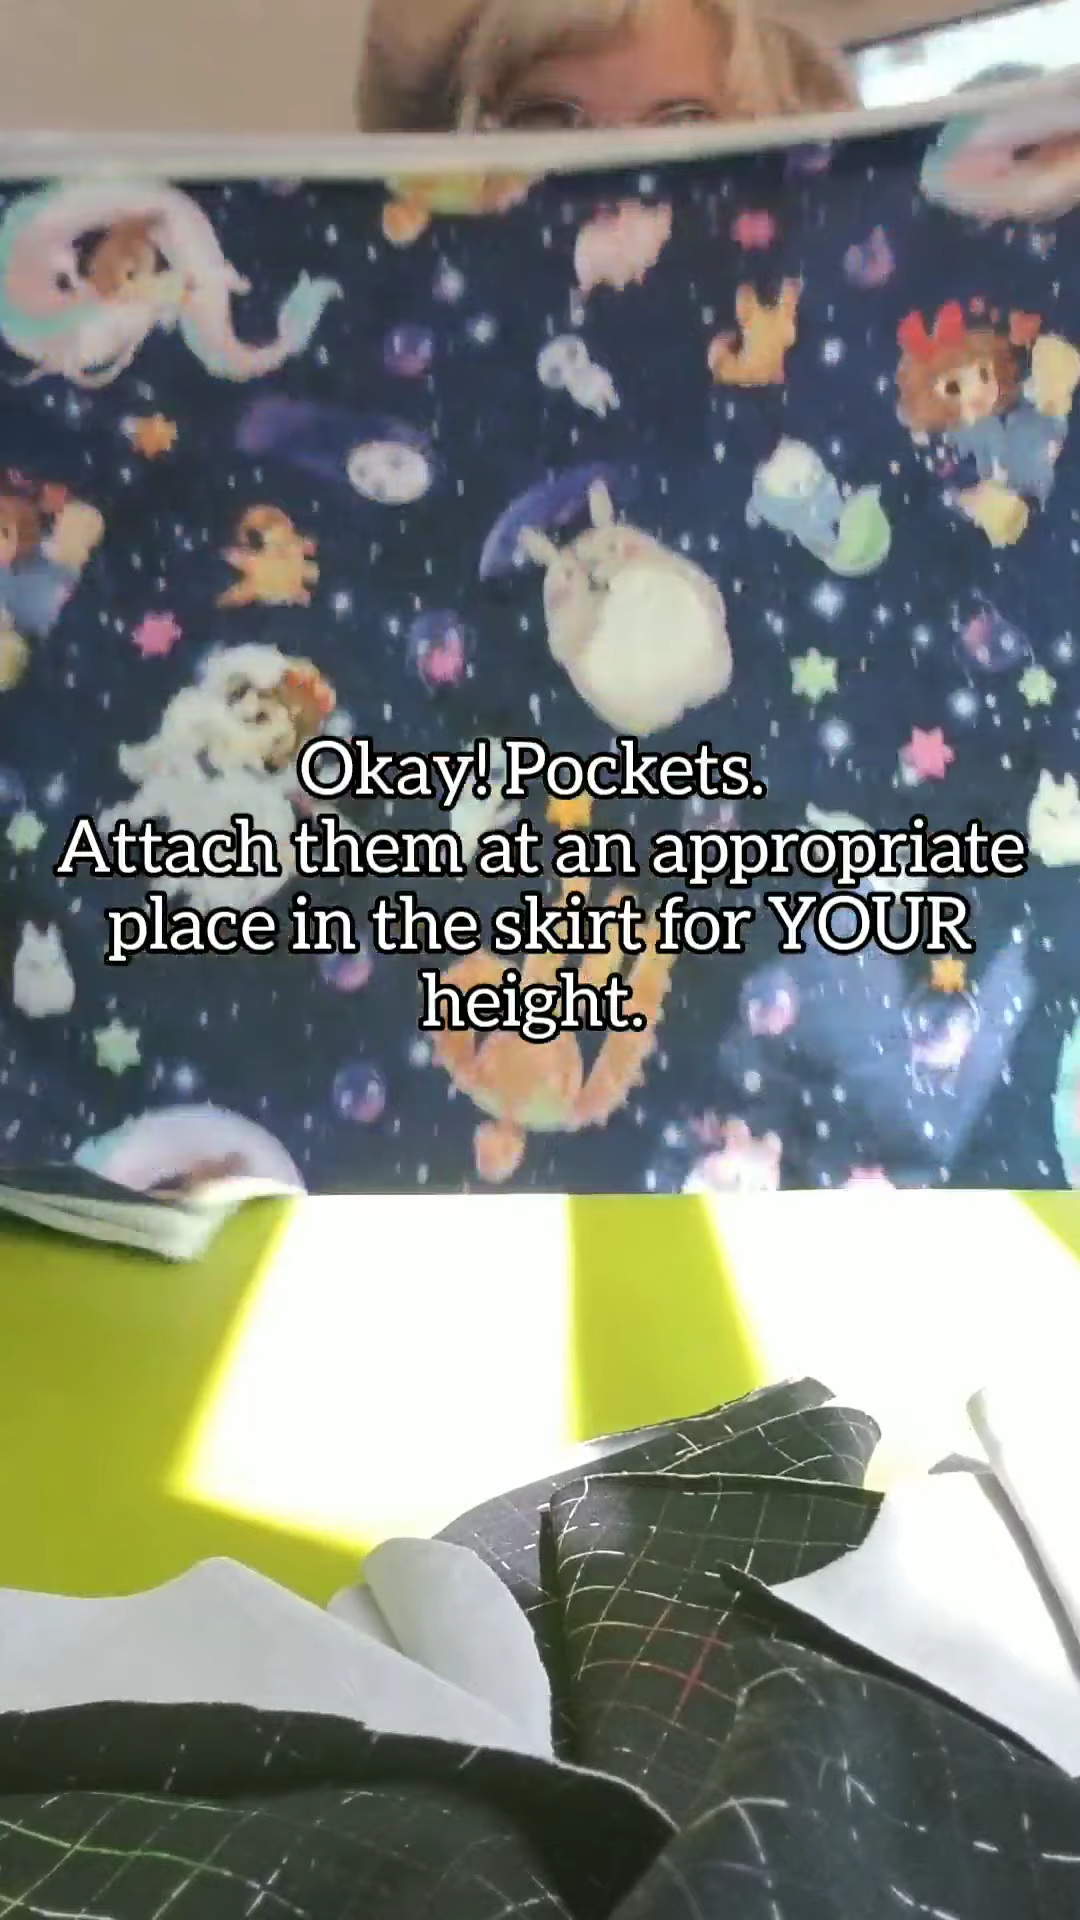 Okay! Pockets.
Attach them at an appropriate
place in the skirt for YOUR
height.